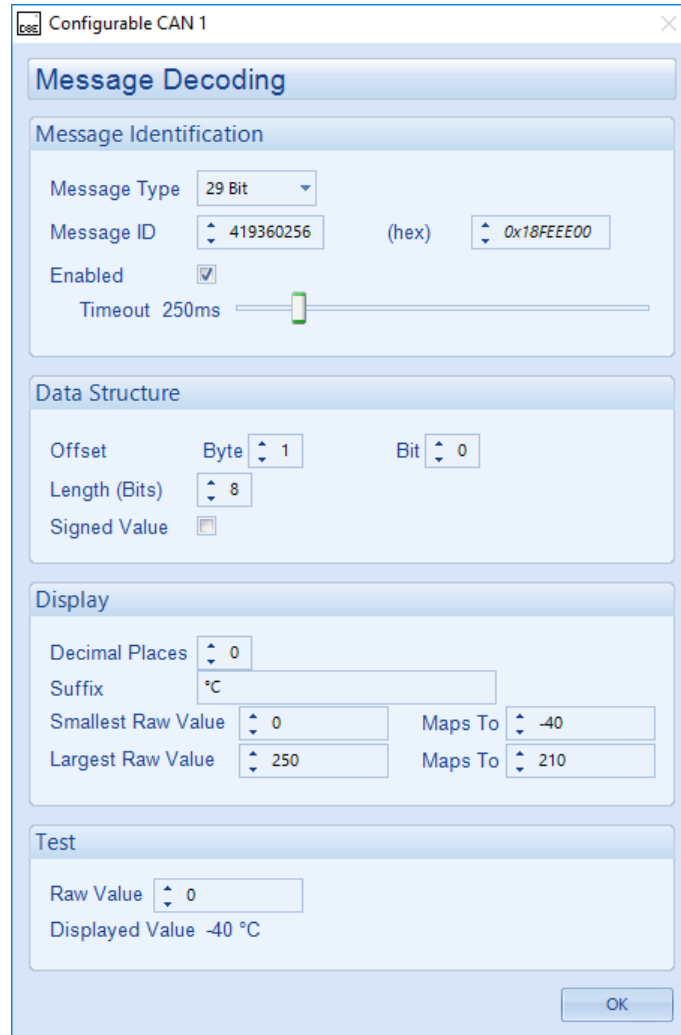 DSE Configurable CAN 1
Message Decoding
Message Identification
Message Type 29 Bit
Message ID 419360256 (hex) 0x18FEEE00
Enabled
Timeout 250ms
Data Structure
Offset Byte 1 Bit 0
Length (Bits) 8
Signed Value
Display
Decimal Places 0
Suffix °C
Smallest Raw Value 0 Maps To -40
Largest Raw Value 250 Maps To 210
Test
Raw Value 0
Displayed Value -40 °C
OK